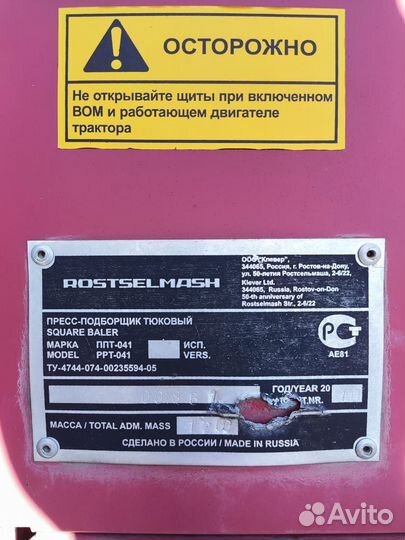 ОСТОРОЖНО
Не открывайте щиты при включенном
ВОМ и работающем двигателе
трактора
ROSTSELMASH
ООО "Клевер",
344065, Россия, г. Ростов-на-Дону,
ул. 50-летия Ростсельмаша, 2-6/22,
Klever Ltd.
344065, Russia, Rostov-on-Don
50-th anniversary of
Rostselmash Str., 2-6/22
ПРЕСС-ПОДБОРЩИК ТЮКОВЫЙ
SQUARE BALER
МАРКА ППТ-041 ИСП.
MODEL PPT-041 VERS.
ТУ-4744-074-00235594-05
РСТ
АЕ81
ГОД/YEAR 20
NR.
МАССА / TOTAL ADM. MASS
СДЕЛАНО В РОССИИ / MADE IN RUSSIA
Avito